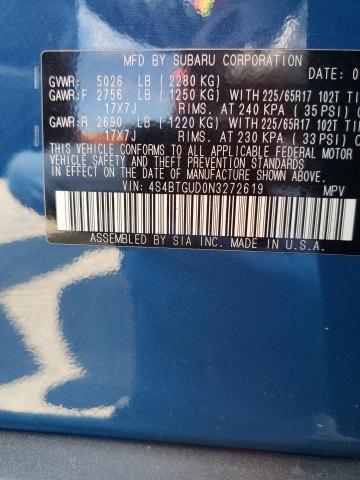 MFD BY SUBARU CORPORATION
GVWR: 5026 LB (2280 KG) DATE: 0
GAWR:F 2756 LB (1250 KG) WITH 225/65R17 102T TI
17X7J RIMS. AT 240 KPA (35 PSI) C
GAWR:R 2690 LB (1220 KG) WITH 225/65R17 102T TI
17X7J RIMS. AT 230 KPA (33 PSI) C
THIS VEHICLE CONFORMS TO ALL APPLICABLE FEDERAL MOTOR
VEHICLE SAFETY, BUMPER, AND THEFT
PREVENTION STANDARDS IN EFFECT ON THE
DATE OF MANUFACTURE SHOWN ABOVE.
VIN: 4S4BTGUD0N3272619 MPV
ASSEMBLED BY SIA INC. IN U.S.A.